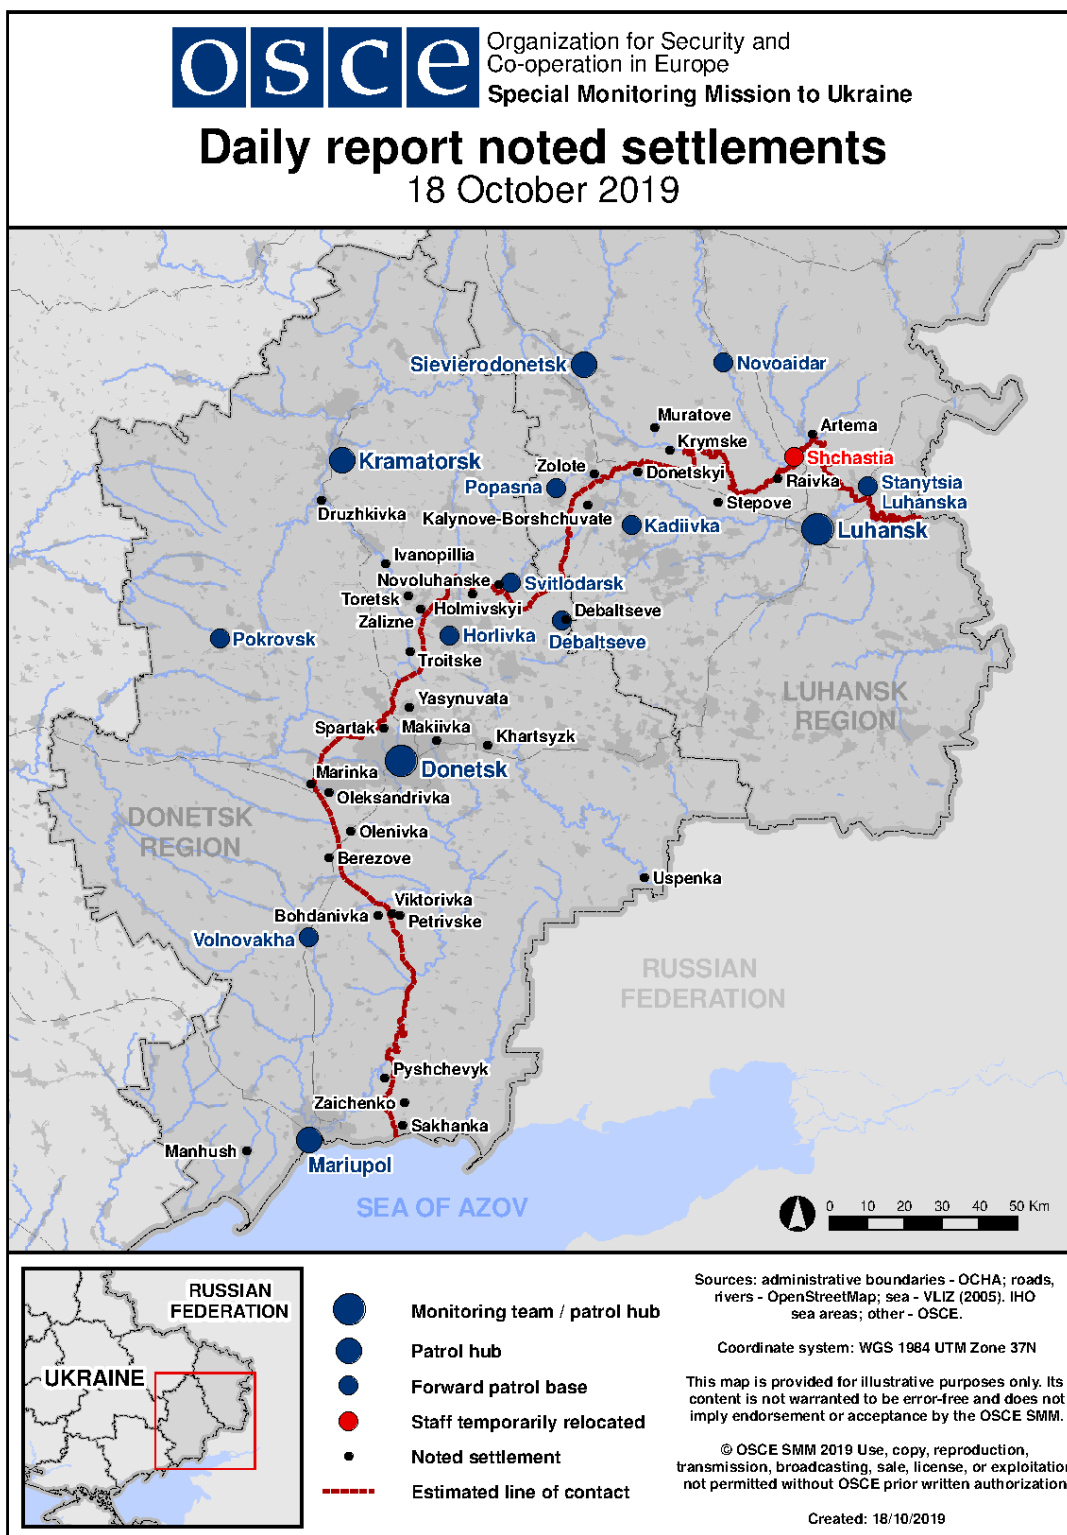 osce
Organization for Security and
Co-operation in Europe
Special Monitoring Mission to Ukraine
Daily report noted settlements
18 October 2019
Sievierodonetsk
Novoaidar
Muratove
Artema
Krymske
Shchastia
Kramatorsk
Zolote
Donetskyi
Raivka
Stanytsia
Luhanska
Popasna
Druzhkivka
Stepove
Kalynove-Borshchuvate
Kadiivka
Luhansk
Ivanopillia
Novoluhanske
Svitlodarsk
Toretsk
Holmivskyi
Zalizne
Debaltseve
Debaltseve
Pokrovsk
Horlivka
Troitske
LUHANSK
REGION
Yasynuvata
Spartak
Makiivka
Khartsyzk
Donetsk
Marinka
Oleksandrivka
DONETSK
REGION
Olenivka
Berezove
Uspenka
Viktorivka
Bohdanivka
Petrivske
Volnovakha
RUSSIAN
FEDERATION
Pyshchevyk
Zaichenko
Sakhanka
Manhush
Mariupol
SEA OF AZOV
0 10 20 30 40 50 Km
RUSSIAN
FEDERATION
UKRAINE
Monitoring team / patrol hub
Patrol hub
Forward patrol base
Staff temporarily relocated
Noted settlement
Estimated line of contact
Sources: administrative boundaries - OCHA; roads,
rivers - OpenStreetMap; sea - VLIZ (2005). IHO
sea areas; other - OSCE.
Coordinate system: WGS 1984 UTM Zone 37N
This map is provided for illustrative purposes only. Its
content is not warranted to be error-free and does not
imply endorsement or acceptance by the OSCE SMM.
© OSCE SMM 2019 Use, copy, reproduction,
transmission, broadcasting, sale, license, or exploitation
not permitted without OSCE prior written authorization
Created: 18/10/2019